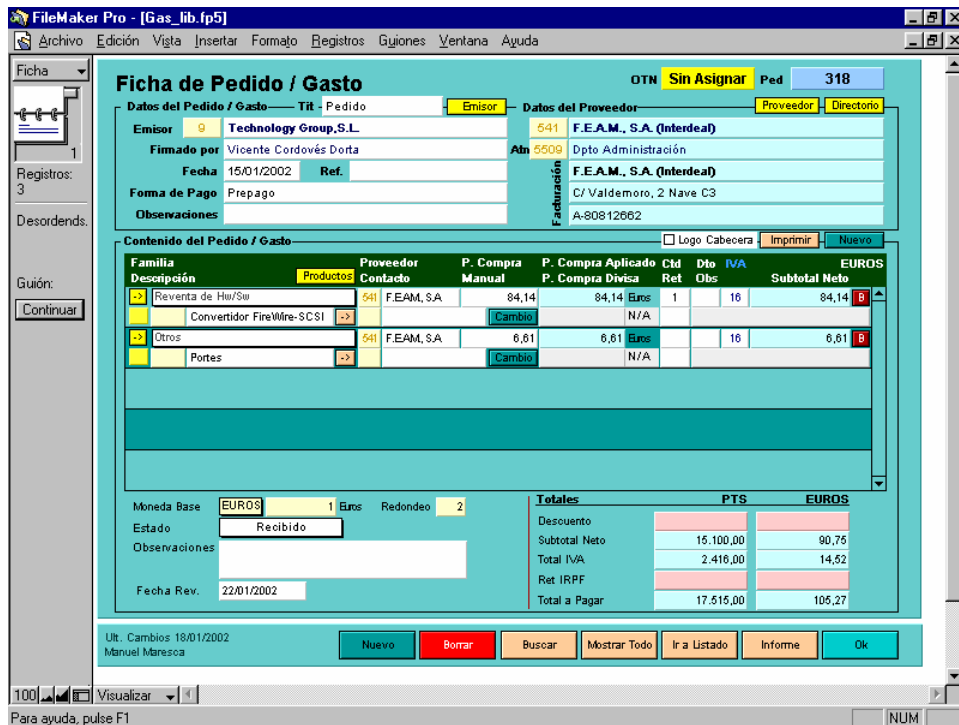 FileMaker Pro - [Gas_lib.fp5]
Archivo Edición Vista Insertar Formato Registros Guiones Ventana Ayuda
Ficha
1
Registros:
3
Desordends.
Guión:
Continuar
Ficha de Pedido / Gasto
OTN Sin Asignar Ped 318
Datos del Pedido / Gasto Tit - Pedido Emisor Datos del Proveedor Proveedor Directorio
Emisor 9 Technology Group,S.L. 541 F.E.A.M., S.A. (Interdeal)
Firmado por Vicente Cordovés Dorta Atn 5509 Dpto Administración
Fecha 15/01/2002 Ref. F.E.A.M., S.A. (Interdeal)
Forma de Pago Prepago C/ Valdemoro, 2 Nave C3
Observaciones A-80812662
Facturación
Contenido del Pedido / Gasto Logo Cabecera Imprimir Nuevo
Familia Proveedor P. Compra P. Compra Aplicado Ctd Dto IVA EUROS
Descripción Productos Contacto Manual P. Compra Divisa Ret Obs Subtotal Neto
-> Reventa de Hw/Sw 541 F.EAM, S.A 84,14 84,14 Euros 1 16 84,14 B
Convertidor FireWire-SCSI -> Cambio N/A
-> Otros 541 F.EAM, S.A 6,61 6,61 Euros 16 6,61 B
Portes -> Cambio N/A
Moneda Base EUROS 1 Euros Redondeo 2
Estado Recibido
Observaciones
Fecha Rev. 22/01/2002
Totales PTS EUROS
Descuento
Subtotal Neto 15.100,00 90,75
Total IVA 2.416,00 14,52
Ret IRPF
Total a Pagar 17.515,00 105,27
Ult. Cambios 18/01/2002
Manuel Maresca
Nuevo Borrar Buscar Mostrar Todo Ir a Listado Informe Ok
100 Visualizar
Para ayuda, pulse F1 NUM